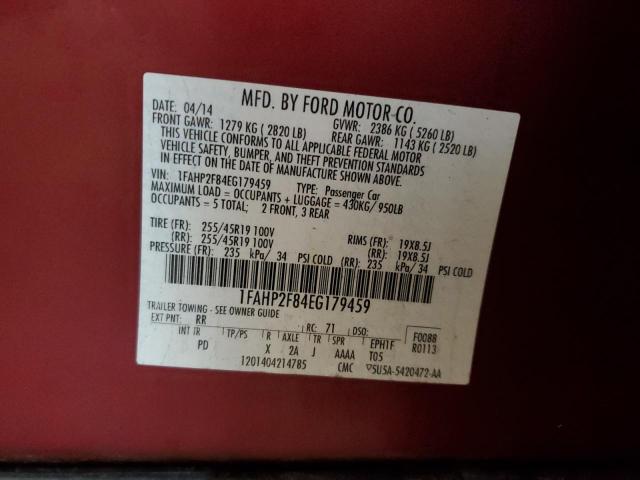 MFD. BY FORD MOTOR CO.
DATE: 04/14 GVWR: 2386 KG (5260 LB)
FRONT GAWR: 1279 KG (2820 LB) REAR GAWR: 1143 KG (2520 LB)
THIS VEHICLE CONFORMS TO ALL APPLICABLE FEDERAL MOTOR
VEHICLE SAFETY, BUMPER, AND THEFT PREVENTION STANDARDS
IN EFFECT ON THE DATE OF MANUFACTURE SHOWN ABOVE.
VIN: 1FAHP2F84EG179459 TYPE: Passenger Car
MAXIMUM LOAD = OCCUPANTS + LUGGAGE = 430KG/ 950LB
OCCUPANTS = 5 TOTAL; 2 FRONT, 3 REAR
TIRE (FR): 255/45R19 100V RIMS (FR): 19X8.5J
(RR): 255/45R19 100V (RR): 19X8.5J
PRESSURE (FR): 235 kPa/ 34 PSI COLD (RR): 235 kPa/ 34 PSI COLD
1FAHP2F84EG179459
TRAILER TOWING - SEE OWNER GUIDE
EXT PNT: RR RC: 71 DSO: F0088
INT TR TP/PS R AXLE TR SPR EPH1F R0113
PD X 2A J AAAA T05
1201404214785 CMC 5U5A-5420472-AA